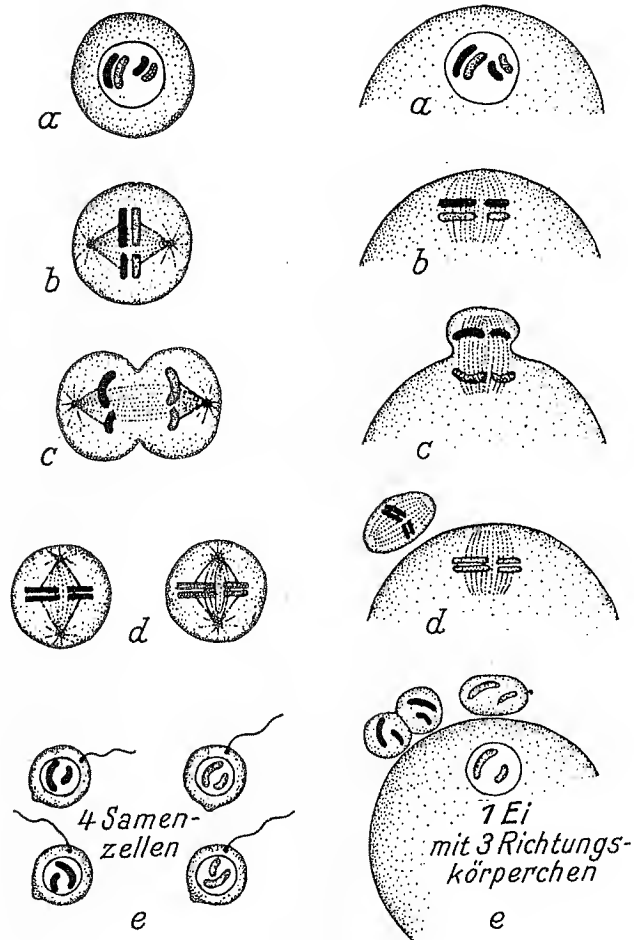 a
a
b
b
c
c
d
d
4 Samen-
zellen
e
1 Ei
mit 3 Richtungs-
körperchen
e